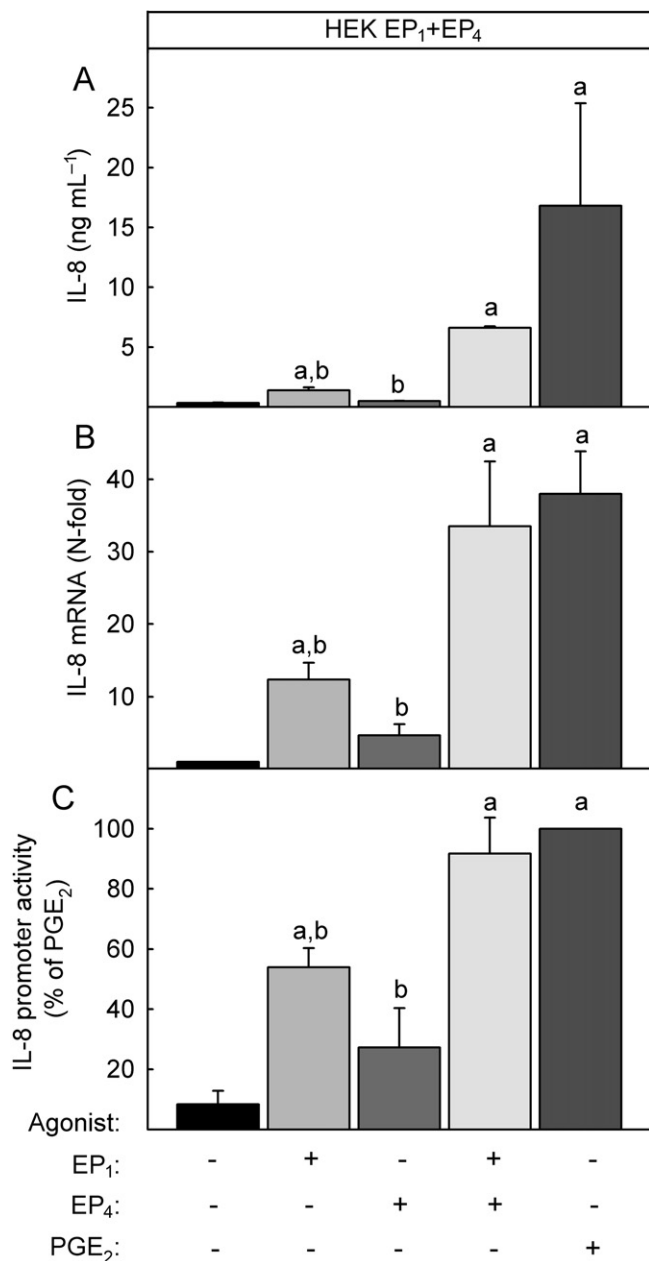 HEK EP₁+EP₄
A
IL-8 (ng mL⁻¹)
25
20
15
10
5
a,b
b
a
a
B
IL-8 mRNA (N-fold)
40
30
20
10
a,b
b
a
a
C
IL-8 promoter activity
(% of PGE₂)
100
80
60
40
20
a,b
b
a
a
Agonist:
EP₁: - + - + -
EP₄: - - + + -
PGE₂: - - - - +